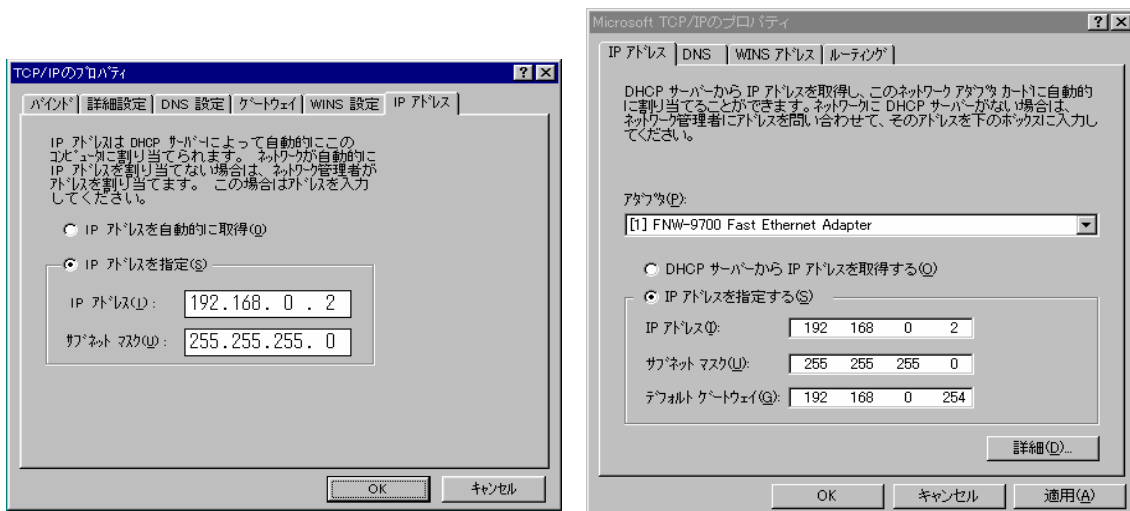 TCP/IPのプロパティ
バインド 詳細設定 DNS 設定 ゲートウェイ WINS 設定 IP アドレス
IP アドレスは DHCP サーバーによって自動的にこの
コンピュータに割り当てられます。 ネットワークが自動的に
IP アドレスを割り当てない場合は、ネットワーク管理者が
アドレスを割り当てます。 この場合はアドレスを入力
してください。
IP アドレスを自動的に取得(O)
IP アドレスを指定(S)
IP アドレス(I):
192.168. 0 . 2
サブネット マスク(U):
255.255.255. 0
OK キャンセル
Microsoft TCP/IPのプロパティ
IP アドレス DNS WINS アドレス ルーティング
DHCP サーバーから IP アドレスを取得し、このネットワーク アダプタ カードに自動的
に割り当てることができます。ネットワークに DHCP サーバーがない場合は、
ネットワーク管理者にアドレスを問い合わせて、そのアドレスを下のボックスに入力し
てください。
アダプタ(P):
[1] FNW-9700 Fast Ethernet Adapter
DHCP サーバーから IP アドレスを取得する(O)
IP アドレスを指定する(S)
IP アドレス(I): 192 168 0 2
サブネット マスク(U): 255 255 255 0
デフォルト ゲートウェイ(G): 192 168 0 254
詳細(D)...
OK キャンセル 適用(A)